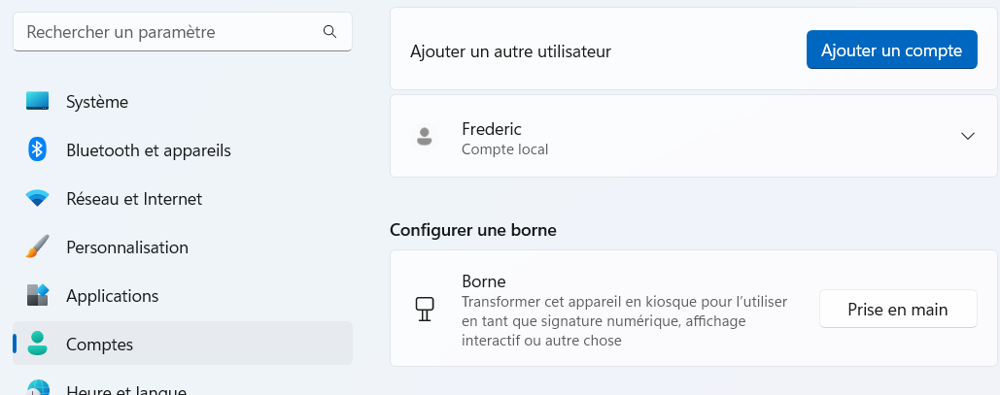 Rechercher un paramètre
Système
Bluetooth et appareils
Réseau et Internet
Personnalisation
Applications
Comptes
Heure et langue
Ajouter un autre utilisateur
Ajouter un compte
Frederic
Compte local
Configurer une borne
Borne
Transformer cet appareil en kiosque pour l’utiliser
en tant que signature numérique, affichage
interactif ou autre chose
Prise en main